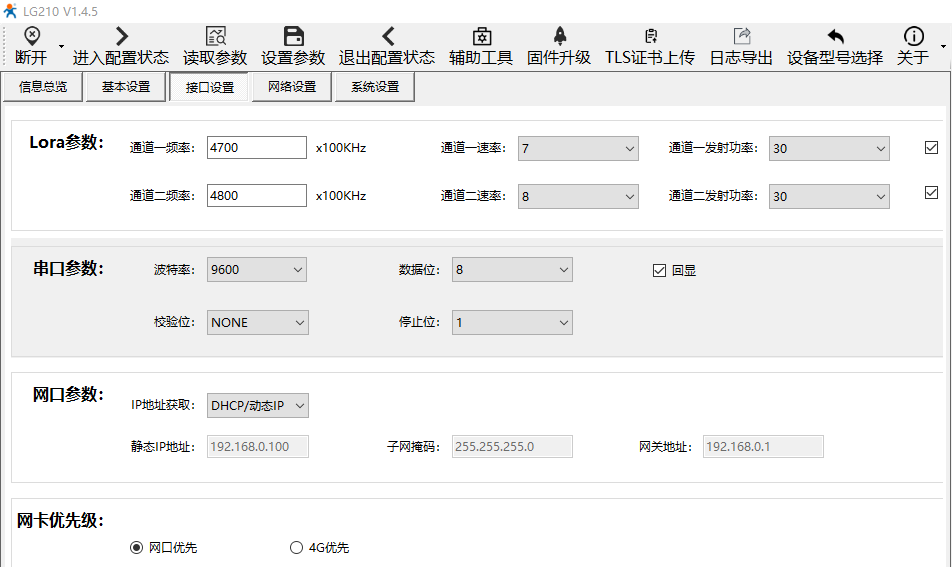 LG210 V1.4.5
断开 进入配置状态 读取参数 设置参数 退出配置状态 辅助工具 固件升级 TLS证书上传 日志导出 设备型号选择 关于
信息总览 基本设置 接口设置 网络设置 系统设置
Lora参数： 通道一频率： 4700 x100KHz 通道一速率： 7 通道一发射功率： 30
通道二频率： 4800 x100KHz 通道二速率： 8 通道二发射功率： 30
串口参数： 波特率： 9600 数据位： 8 回显
校验位： NONE 停止位： 1
网口参数： IP地址获取： DHCP/动态IP
静态IP地址： 192.168.0.100 子网掩码： 255.255.255.0 网关地址： 192.168.0.1
网卡优先级：
网口优先 4G优先